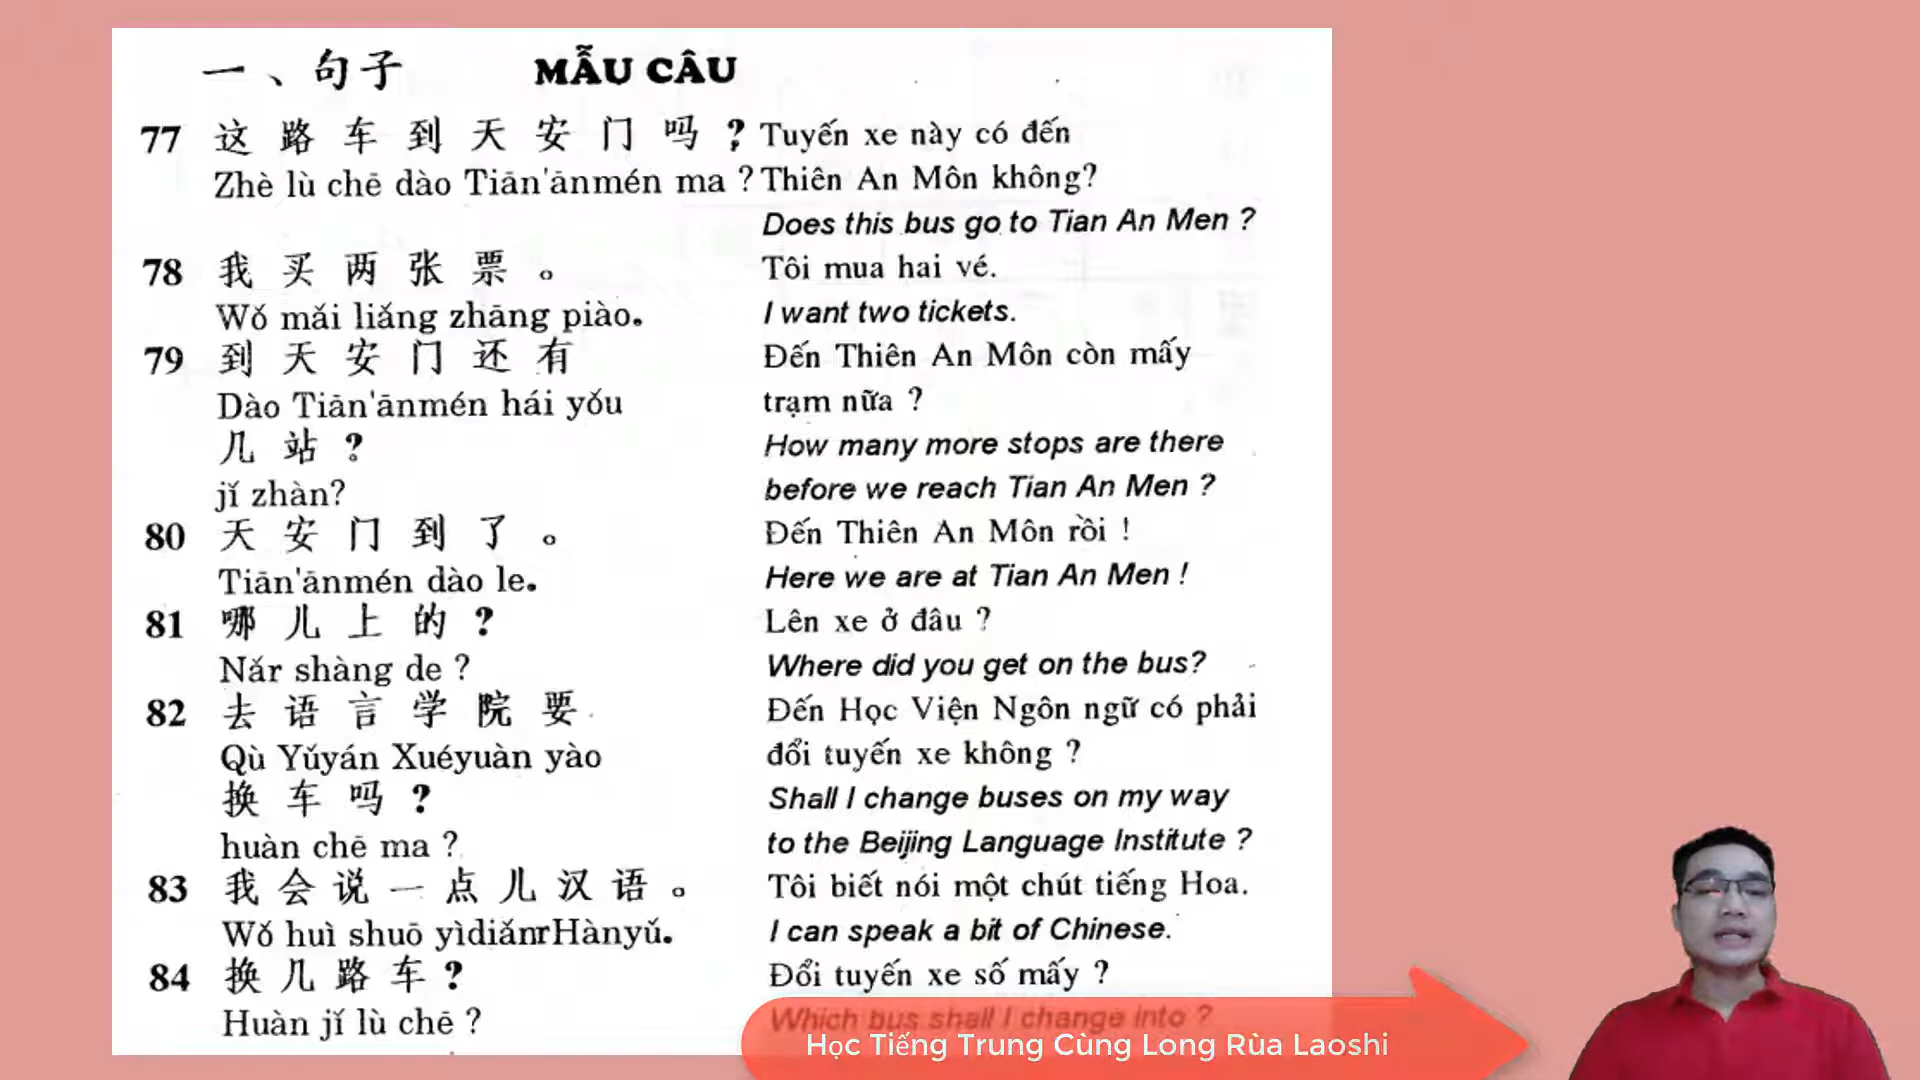 一、句子 MẪU CÂU
77 这路车到天安门吗? Tuyến xe này có đến
Zhè lù chē dào Tiān'ānmén ma ? Thiên An Môn không?
Does this bus go to Tian An Men ?
78 我买两张票。 Tôi mua hai vé.
Wǒ mǎi liǎng zhāng piào. I want two tickets.
79 到天安门还有 Đến Thiên An Môn còn mấy
Dào Tiān'ānmén hái yǒu trạm nữa ?
几站? How many more stops are there
jǐ zhàn? before we reach Tian An Men ?
80 天安门到了。 Đến Thiên An Môn rồi !
Tiān'ānmén dào le. Here we are at Tian An Men !
81 哪儿上的? Lên xe ở đâu ?
Nǎr shàng de ? Where did you get on the bus?
82 去语言学院要 Đến Học Viện Ngôn ngữ có phải
Qù Yǔyán Xuéyuàn yào đổi tuyến xe không ?
换车吗? Shall I change buses on my way
huàn chē ma ? to the Beijing Language Institute ?
83 我会说一点儿汉语。 Tôi biết nói một chút tiếng Hoa.
Wǒ huì shuō yìdiǎnr Hànyǔ. I can speak a bit of Chinese.
84 换几路车? Đổi tuyến xe số mấy ?
Huàn jǐ lù chē ? Which bus shall I change into ?
Học Tiếng Trung Cùng Long Rùa Laoshi